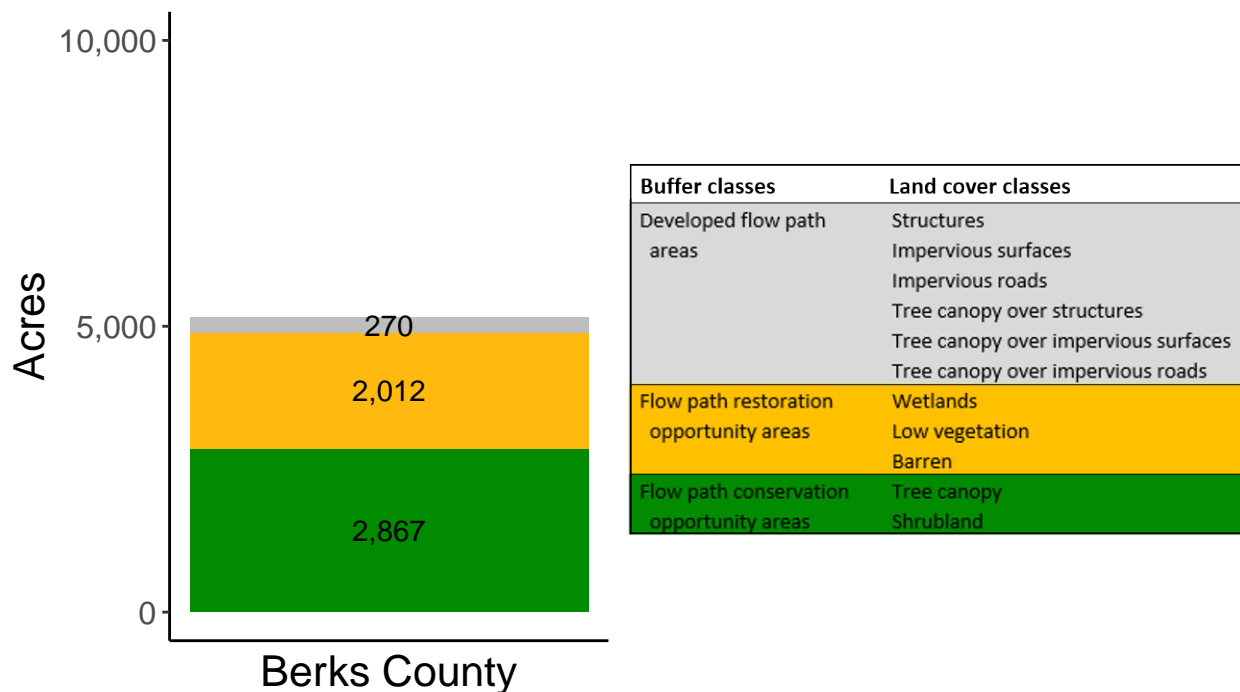 10,000
5,000
0
Acres
270
2,012
2,867
Berks County
Buffer classes Land cover classes
Developed flow path Structures
areas Impervious surfaces
Impervious roads
Tree canopy over structures
Tree canopy over impervious surfaces
Tree canopy over impervious roads
Flow path restoration Wetlands
opportunity areas Low vegetation
Barren
Flow path conservation Tree canopy
opportunity areas Shrubland